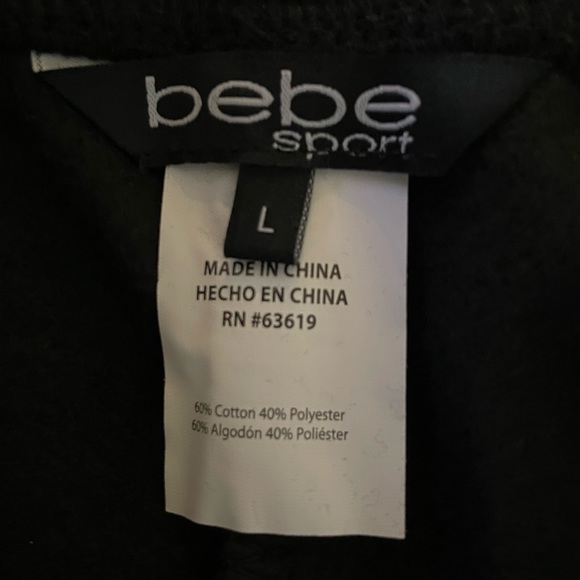 bebe
sport
L
MADE IN CHINA
HECHO EN CHINA
RN #63619
60% Cotton 40% Polyester
60% Algodón 40% Poliéster